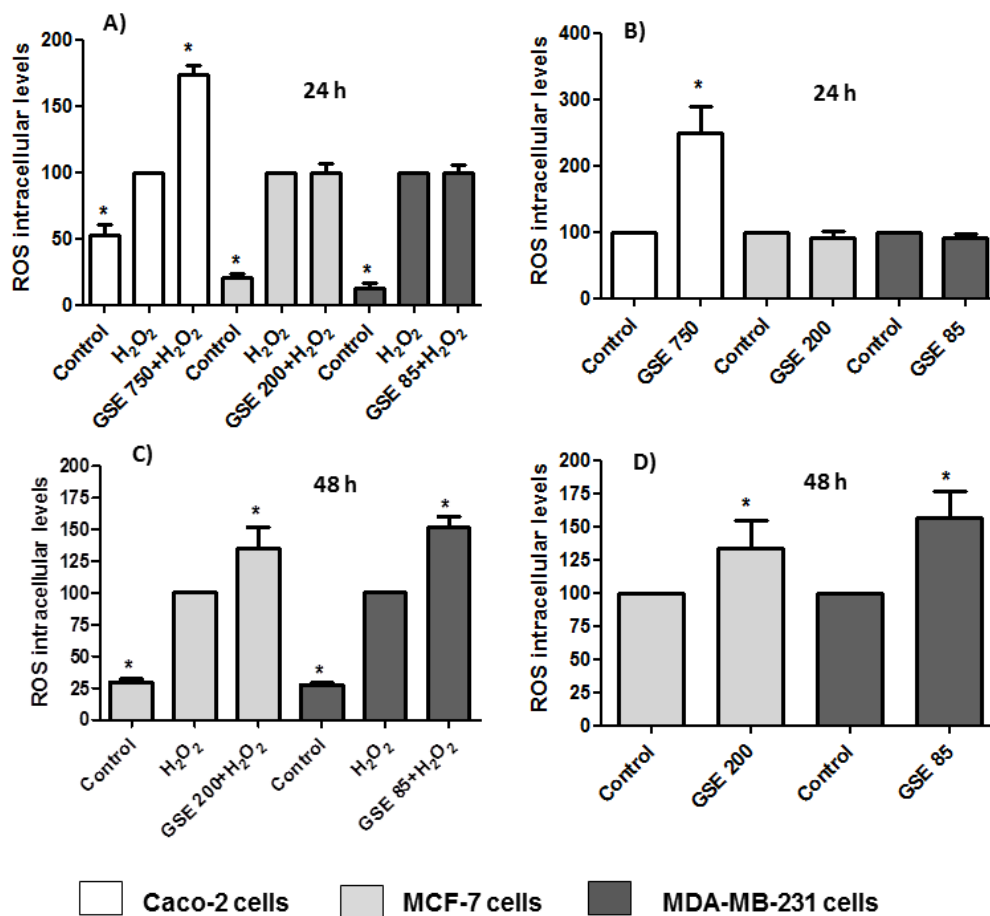 A)
24 h
ROS intracellular levels
200
150
100
50
0
*
*
*
*
Control
H₂O₂
GSE 750+H₂O₂
Control
H₂O₂
GSE 200+H₂O₂
Control
H₂O₂
GSE 85+H₂O₂
B)
24 h
ROS intracellular levels
400
300
200
100
0
*
Control
GSE 750
Control
GSE 200
Control
GSE 85
C)
48 h
ROS intracellular levels
200
175
150
125
100
75
50
25
0
*
*
*
*
Control
H₂O₂
GSE 200+H₂O₂
Control
H₂O₂
GSE 85+H₂O₂
D)
48 h
ROS intracellular levels
200
175
150
125
100
75
50
25
0
*
*
Control
GSE 200
Control
GSE 85
Caco-2 cells
MCF-7 cells
MDA-MB-231 cells